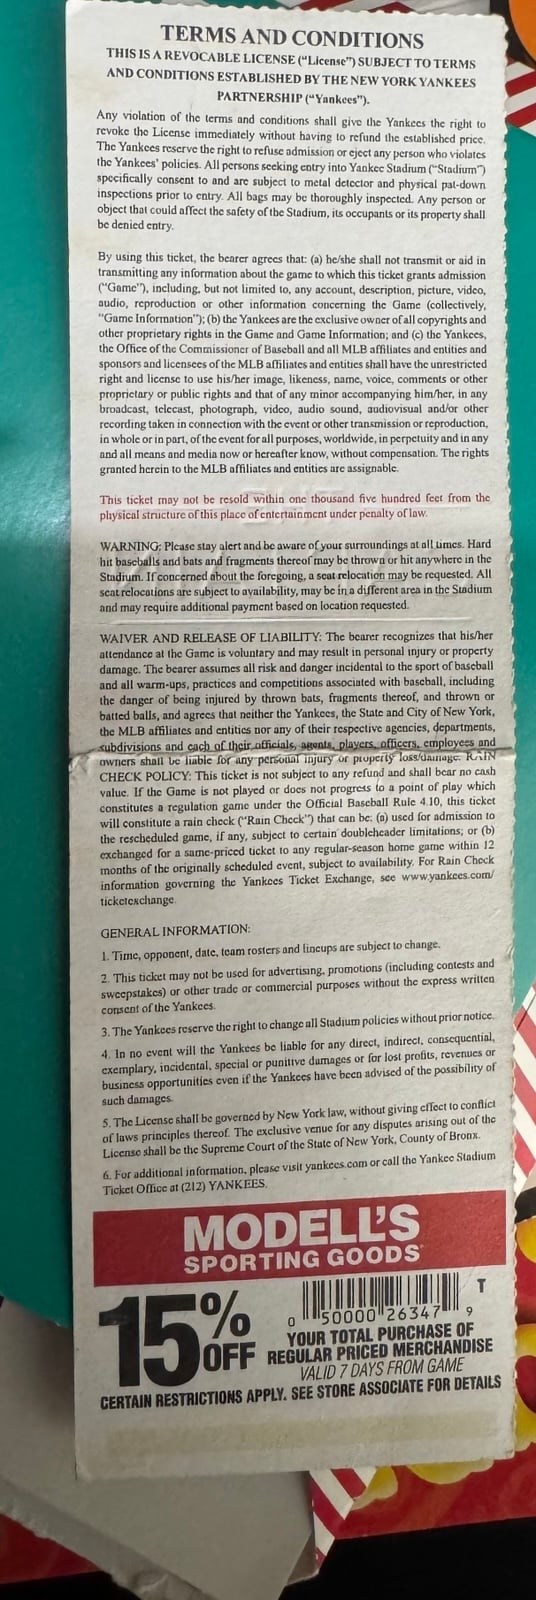 TERMS AND CONDITIONS
THIS IS A REVOCABLE LICENSE ("License") SUBJECT TO TERMS
AND CONDITIONS ESTABLISHED BY THE NEW YORK YANKEES
PARTNERSHIP ("Yankees").
Any violation of the terms and conditions shall give the Yankees the right to
revoke the License immediately without having to refund the established price.
The Yankees reserve the right to refuse admission or eject any person who violates
the Yankees' policies. All persons seeking entry into Yankee Stadium ("Stadium")
specifically consent to and are subject to metal detector and physical pat-down
inspections prior to entry. All bags may be thoroughly inspected. Any person or
object that could affect the safety of the Stadium, its occupants or its property shall
be denied entry.
By using this ticket, the bearer agrees that: (a) he/she shall not transmit or aid in
transmitting any information about the game to which this ticket grants admission
("Game"), including, but not limited to, any account, description, picture, video,
audio, reproduction or other information concerning the Game (collectively,
"Game Information"); (b) the Yankees are the exclusive owner of all copyrights and
other proprietary rights in the Game and Game Information; and (c) the Yankees,
the Office of the Commissioner of Baseball and all MLB affiliates and entities and
sponsors and licensees of the MLB affiliates and entities shall have the unrestricted
right and license to use his/her image, likeness, name, voice, comments or other
proprietary or public rights and that of any minor accompanying him/her, in any
broadcast, telecast, photograph, video, audio sound, audiovisual and/or other
recording taken in connection with the event or other transmission or reproduction,
in whole or in part, of the event for all purposes, worldwide, in perpetuity and in any
and all means and media now or hereafter know, without compensation. The rights
granted herein to the MLB affiliates and entities are assignable.
This ticket may not be resold within one thousand five hundred feet from the
physical structure of this place of entertainment under penalty of law.
WARNING: Please stay alert and be aware of your surroundings at all times. Hard
hit baseballs and bats and fragments thereof may be thrown or hit anywhere in the
Stadium. If concerned about the foregoing, a seat relocation may be requested. All
seat relocations are subject to availability, may be in a different area in the Stadium
and may require additional payment based on location requested.
WAIVER AND RELEASE OF LIABILITY: The bearer recognizes that his/her
attendance at the Game is voluntary and may result in personal injury or property
damage. The bearer assumes all risk and danger incidental to the sport of baseball
and all warm-ups, practices and competitions associated with baseball, including
the danger of being injured by thrown bats, fragments thereof, and thrown or
batted balls, and agrees that neither the Yankees, the State and City of New York,
the MLB affiliates and entities nor any of their respective agencies, departments,
subdivisions and each of their officials, agents, players, officers, employees and
owners shall be liable for any personal injury or property loss/damage. RAIN
CHECK POLICY: This ticket is not subject to any refund and shall bear no cash
value. If the Game is not played or does not progress to a point of play which
constitutes a regulation game under the Official Baseball Rule 4.10, this ticket
will constitute a rain check ("Rain Check") that can be: (a) used for admission to
the rescheduled game, if any, subject to certain doubleheader limitations; or (b)
exchanged for a same-priced ticket to any regular-season home game within 12
months of the originally scheduled event, subject to availability. For Rain Check
information governing the Yankees Ticket Exchange, see www.yankees.com/
ticketexchange.
GENERAL INFORMATION:
1. Time, opponent, date, team rosters and lineups are subject to change.
2. This ticket may not be used for advertising, promotions (including contests and
sweepstakes) or other trade or commercial purposes without the express written
consent of the Yankees.
3. The Yankees reserve the right to change all Stadium policies without prior notice.
4. In no event will the Yankees be liable for any direct, indirect, consequential,
exemplary, incidental, special or punitive damages or for lost profits, revenues or
business opportunities even if the Yankees have been advised of the possibility of
such damages.
5. The License shall be governed by New York law, without giving effect to conflict
of laws principles thereof. The exclusive venue for any disputes arising out of the
License shall be the Supreme Court of the State of New York, County of Bronx.
6. For additional information, please visit yankees.com or call the Yankee Stadium
Ticket Office at (212) YANKEES.
MODELL'S
SPORTING GOODS
15% OFF
0 50000 26347 9 T
YOUR TOTAL PURCHASE OF
REGULAR PRICED MERCHANDISE
VALID 7 DAYS FROM GAME
CERTAIN RESTRICTIONS APPLY. SEE STORE ASSOCIATE FOR DETAILS